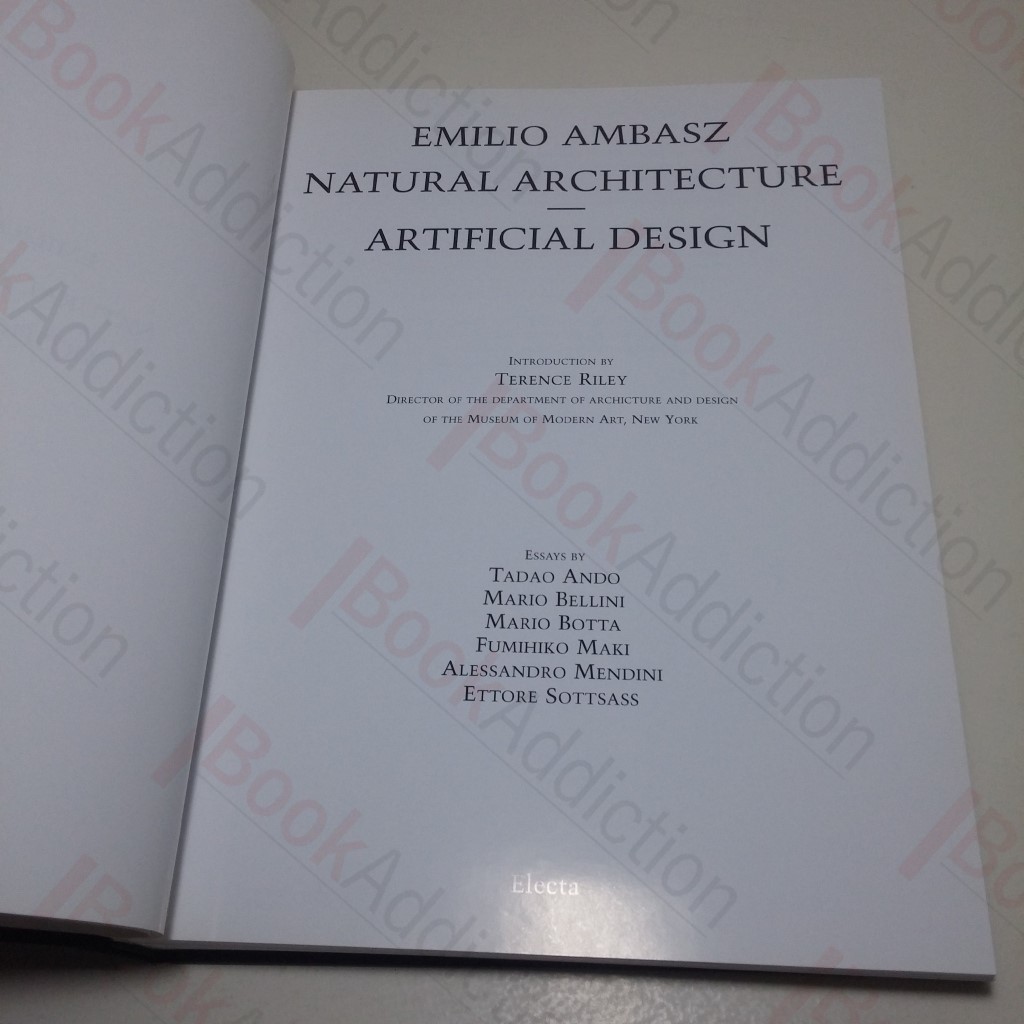 EMILIO AMBASZ
NATURAL ARCHITECTURE
—
ARTIFICIAL DESIGN
INTRODUCTION BY
TERENCE RILEY
DIRECTOR OF THE DEPARTMENT OF ARCHICTURE AND DESIGN
OF THE MUSEUM OF MODERN ART, NEW YORK
ESSAYS BY
TADAO ANDO
MARIO BELLINI
MARIO BOTTA
FUMIHIKO MAKI
ALESSANDRO MENDINI
ETTORE SOTTSASS
Electa
BookAddiction